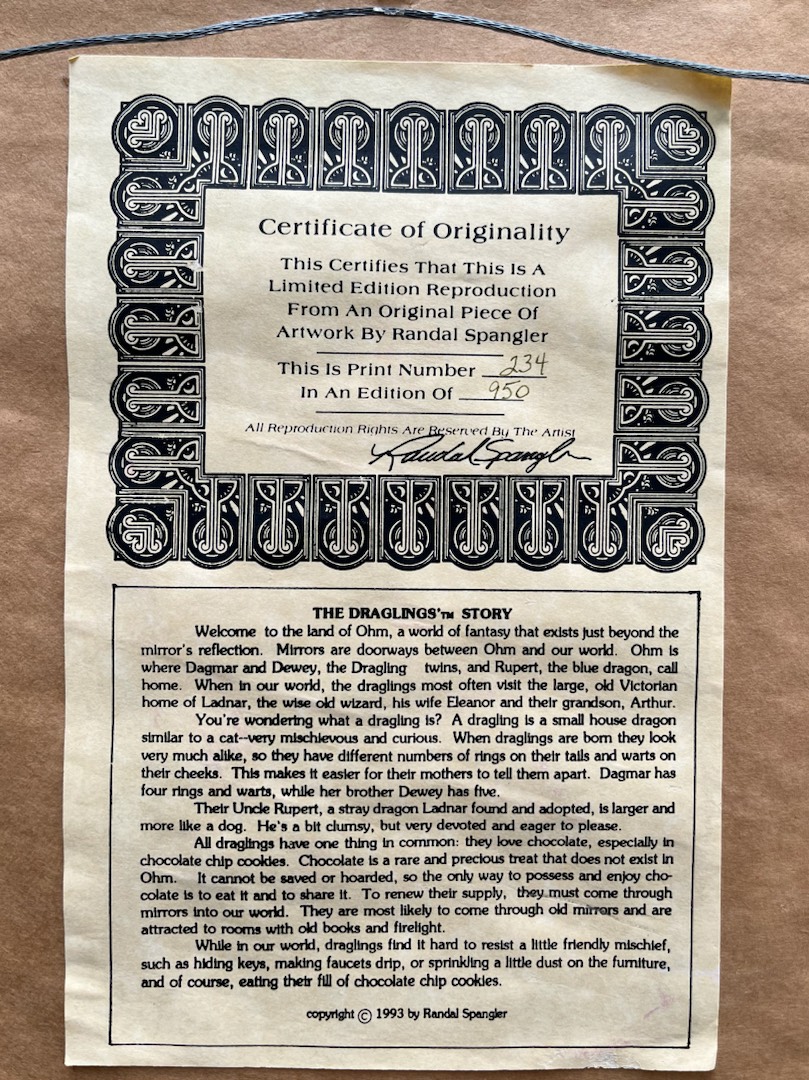 Certificate of Originality
This Certifies That This Is A
Limited Edition Reproduction
From An Original Piece Of
Artwork By Randal Spangler
This Is Print Number 234
In An Edition Of 950
All Reproduction Rights Are Reserved By The Artist
Randal Spangler
THE DRAGLINGS'TM STORY
Welcome to the land of Ohm, a world of fantasy that exists just beyond the
mirror's reflection. Mirrors are doorways between Ohm and our world. Ohm is
where Dagmar and Dewey, the Dragling twins, and Rupert, the blue dragon, call
home. When in our world, the draglings most often visit the large, old Victorian
home of Ladnar, the wise old wizard, his wife Eleanor and their grandson, Arthur.
You're wondering what a dragling is? A dragling is a small house dragon
similar to a cat--very mischievous and curious. When draglings are born they look
very much alike, so they have different numbers of rings on their tails and warts on
their cheeks. This makes it easier for their mothers to tell them apart. Dagmar has
four rings and warts, while her brother Dewey has five.
Their Uncle Rupert, a stray dragon Ladnar found and adopted, is larger and
more like a dog. He's a bit clumsy, but very devoted and eager to please.
All draglings have one thing in common: they love chocolate, especially in
chocolate chip cookies. Chocolate is a rare and precious treat that does not exist in
Ohm. It cannot be saved or hoarded, so the only way to possess and enjoy cho-
colate is to eat it and to share it. To renew their supply, they must come through
mirrors into our world. They are most likely to come through old mirrors and are
attracted to rooms with old books and firelight.
While in our world, draglings find it hard to resist a little friendly mischief,
such as hiding keys, making faucets drip, or sprinkling a little dust on the furniture,
and of course, eating their fill of chocolate chip cookies.
copyright © 1993 by Randal Spangler